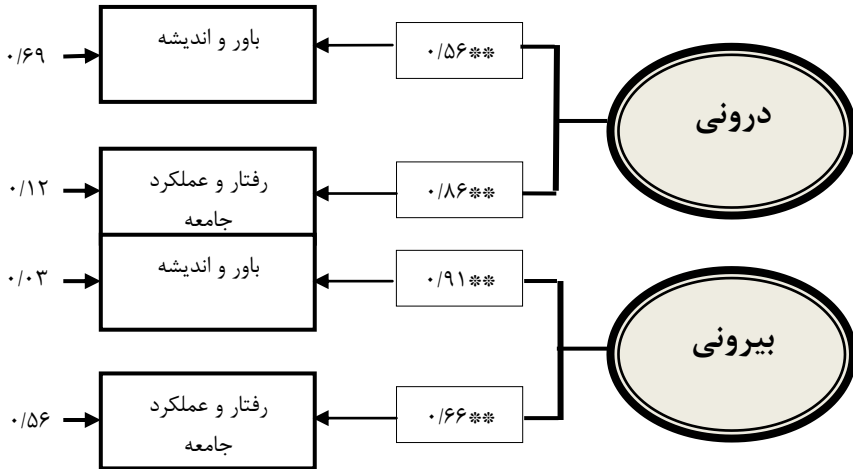 باور و اندیشه
۰/۵۶**
۰/۶۹
درونی
رفتار و عملکرد
جامعه
۰/۸۶**
۰/۱۲
باور و اندیشه
۰/۹۱**
۰/۰۳
بیرونی
رفتار و عملکرد
جامعه
۰/۶۶**
۰/۵۶